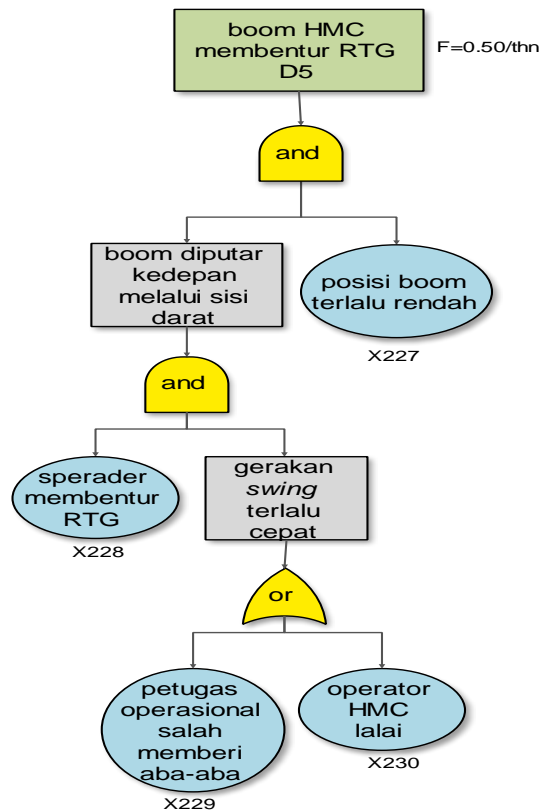 boom HMC
membentur RTG
D5
F=0.50/thn
and
boom diputar
kedepan
melalui sisi
darat
posisi boom
terlalu rendah
X227
and
sperader
membentur
RTG
X228
gerakan
swing
terlalu
cepat
or
petugas
operasional
salah
memberi
aba-aba
X229
operator
HMC
lalai
X230